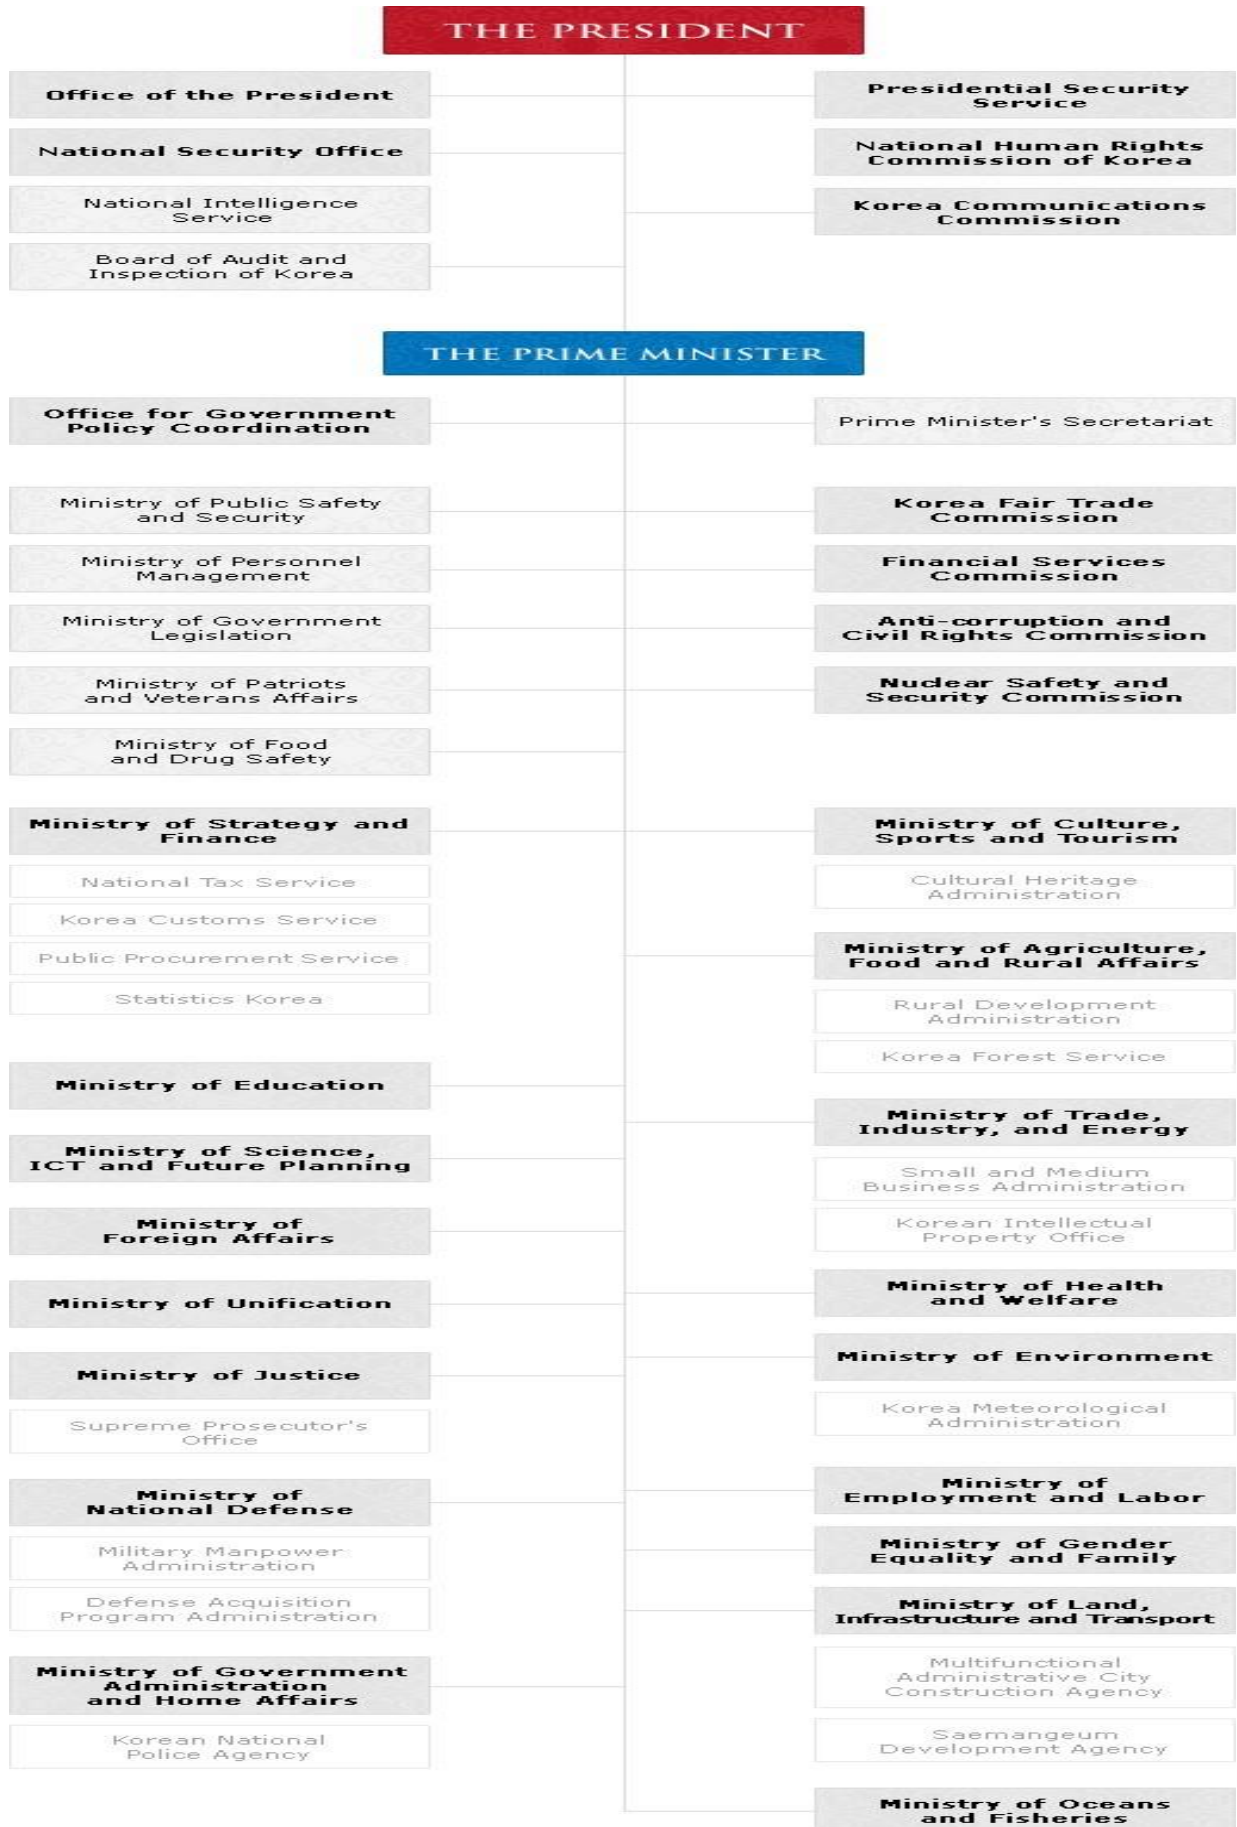 THE PRESIDENT
Office of the President
National Security Office
National Intelligence
Service
Board of Audit and
Inspection of Korea
Presidential Security
Service
National Human Rights
Commission of Korea
Korea Communications
Commission
THE PRIME MINISTER
Office for Government
Policy Coordination
Prime Minister's Secretariat
Ministry of Public Safety
and Security
Ministry of Personnel
Management
Ministry of Government
Legislation
Ministry of Patriots
and Veterans Affairs
Ministry of Food
and Drug Safety
Korea Fair Trade
Commission
Financial Services
Commission
Anti-corruption and
Civil Rights Commission
Nuclear Safety and
Security Commission
Ministry of Strategy and
Finance
National Tax Service
Korea Customs Service
Public Procurement Service
Statistics Korea
Ministry of Education
Ministry of Science,
ICT and Future Planning
Ministry of
Foreign Affairs
Ministry of Unification
Ministry of Justice
Supreme Prosecutor's
Office
Ministry of
National Defense
Military Manpower
Administration
Defense Acquisition
Program Administration
Ministry of Government
Administration
and Home Affairs
Korean National
Police Agency
Ministry of Culture,
Sports and Tourism
Cultural Heritage
Administration
Ministry of Agriculture,
Food and Rural Affairs
Rural Development
Administration
Korea Forest Service
Ministry of Trade,
Industry, and Energy
Small and Medium
Business Administration
Korean Intellectual
Property Office
Ministry of Health
and Welfare
Ministry of Environment
Korea Meteorological
Administration
Ministry of
Employment and Labor
Ministry of Gender
Equality and Family
Ministry of Land,
Infrastructure and Transport
Multifunctional
Administrative City
Construction Agency
Saemangeum
Development Agency
Ministry of Oceans
and Fisheries